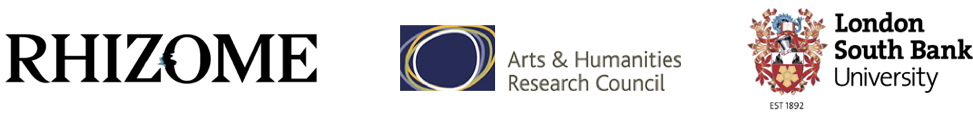 RHIZOME
Arts & Humanities
Research Council
London
South Bank
University
EST 1892